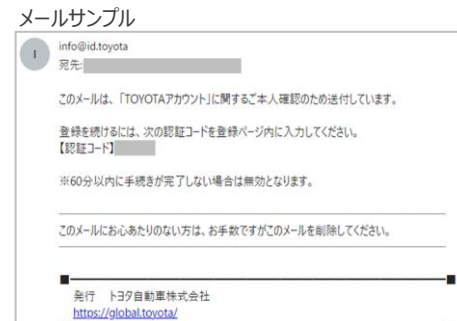 メールサンプル
I
info@id.toyota
宛先:
このメールは、「TOYOTAアカウント」に関するご本人確認のため送付しています。
登録を続けるには、次の認証コードを登録ページ内に入力してください。
【認証コード】
※60分以内に手続きが完了しない場合は無効となります。
このメールにお心あたりのない方は、お手数ですがこのメールを削除してください。
発行　トヨタ自動車株式会社
https://global.toyota/